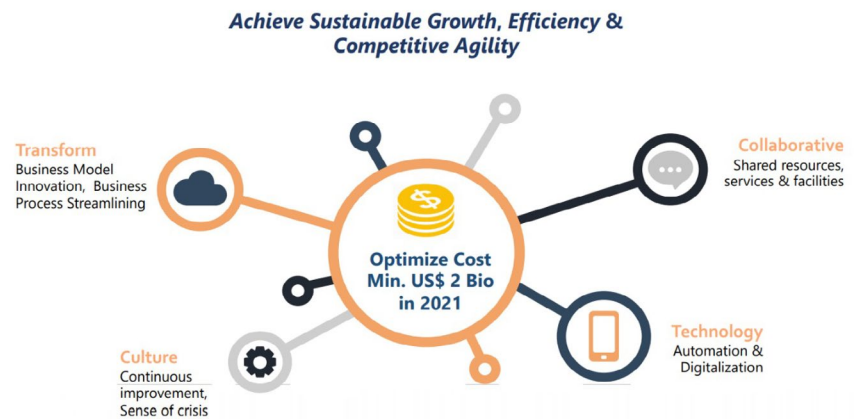 Achieve Sustainable Growth, Efficiency &
Competitive Agility
Transform
Business Model
Innovation, Business
Process Streamlining
Collaborative
Shared resources,
services & facilities
$
Optimize Cost
Min. US$ 2 Bio
in 2021
Culture
Continuous
improvement,
Sense of crisis
Technology
Automation &
Digitalization